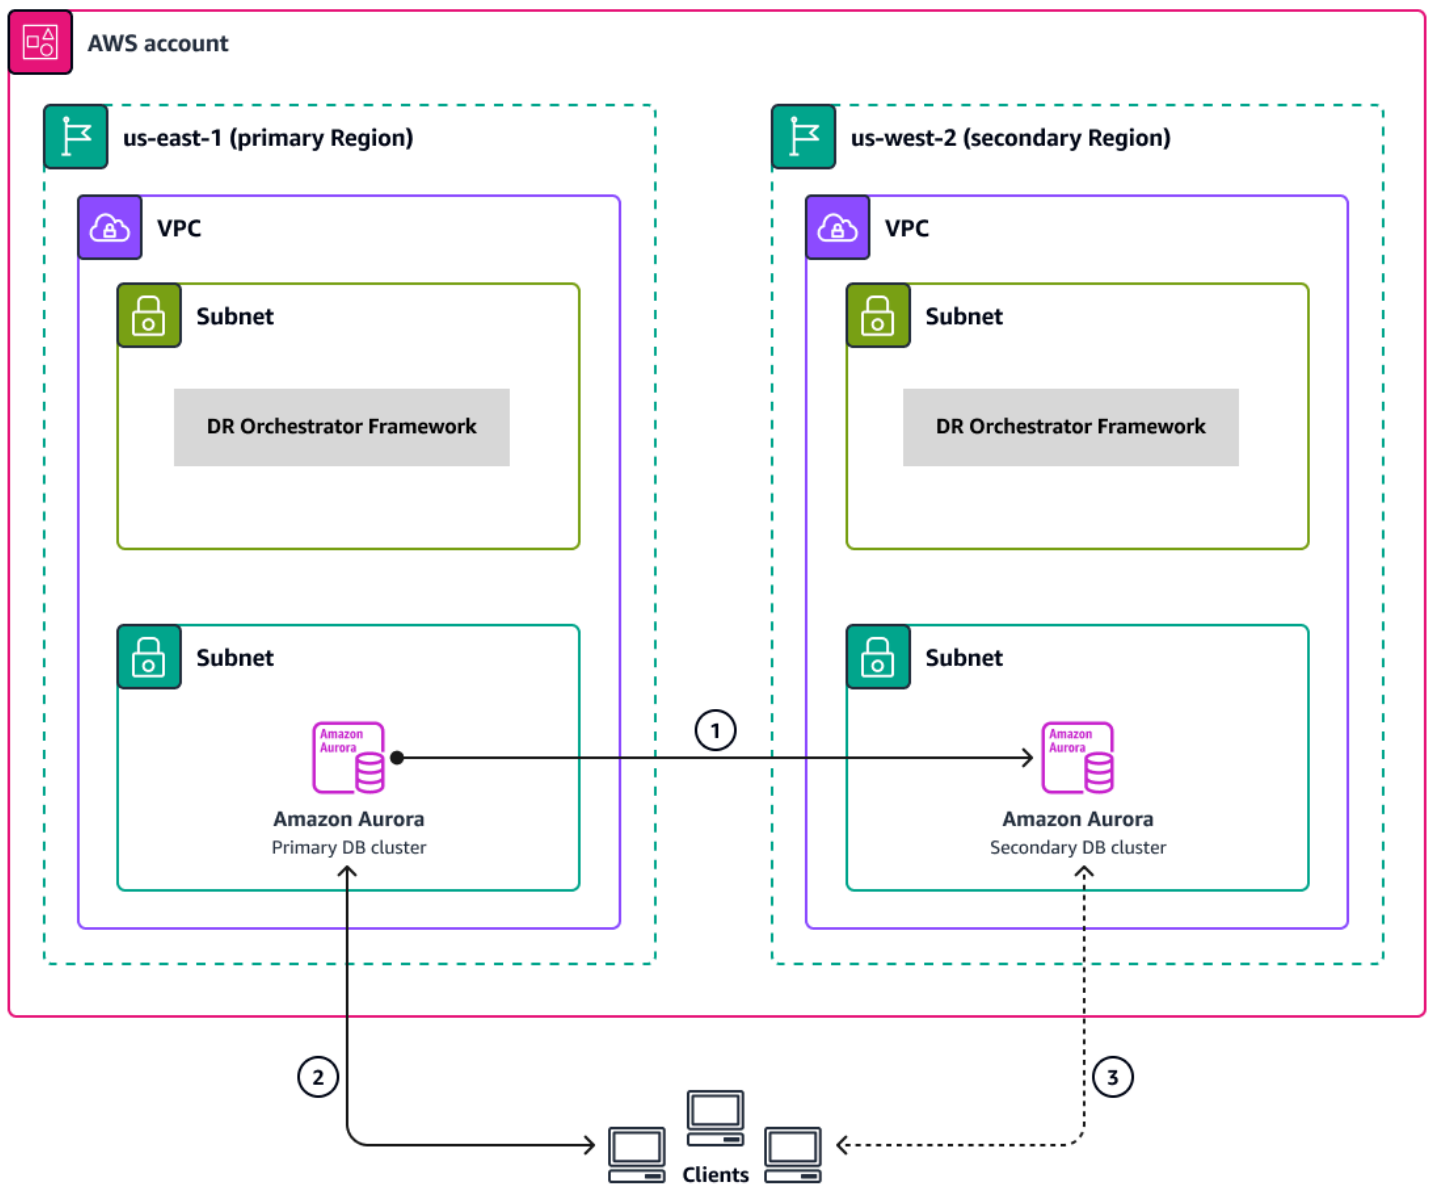 AWS account
us-east-1 (primary Region)
us-west-2 (secondary Region)
VPC
VPC
Subnet
Subnet
DR Orchestrator Framework
DR Orchestrator Framework
Subnet
Subnet
1
Amazon
Aurora
Amazon
Aurora
Amazon Aurora
Primary DB cluster
Amazon Aurora
Secondary DB cluster
2
3
Clients